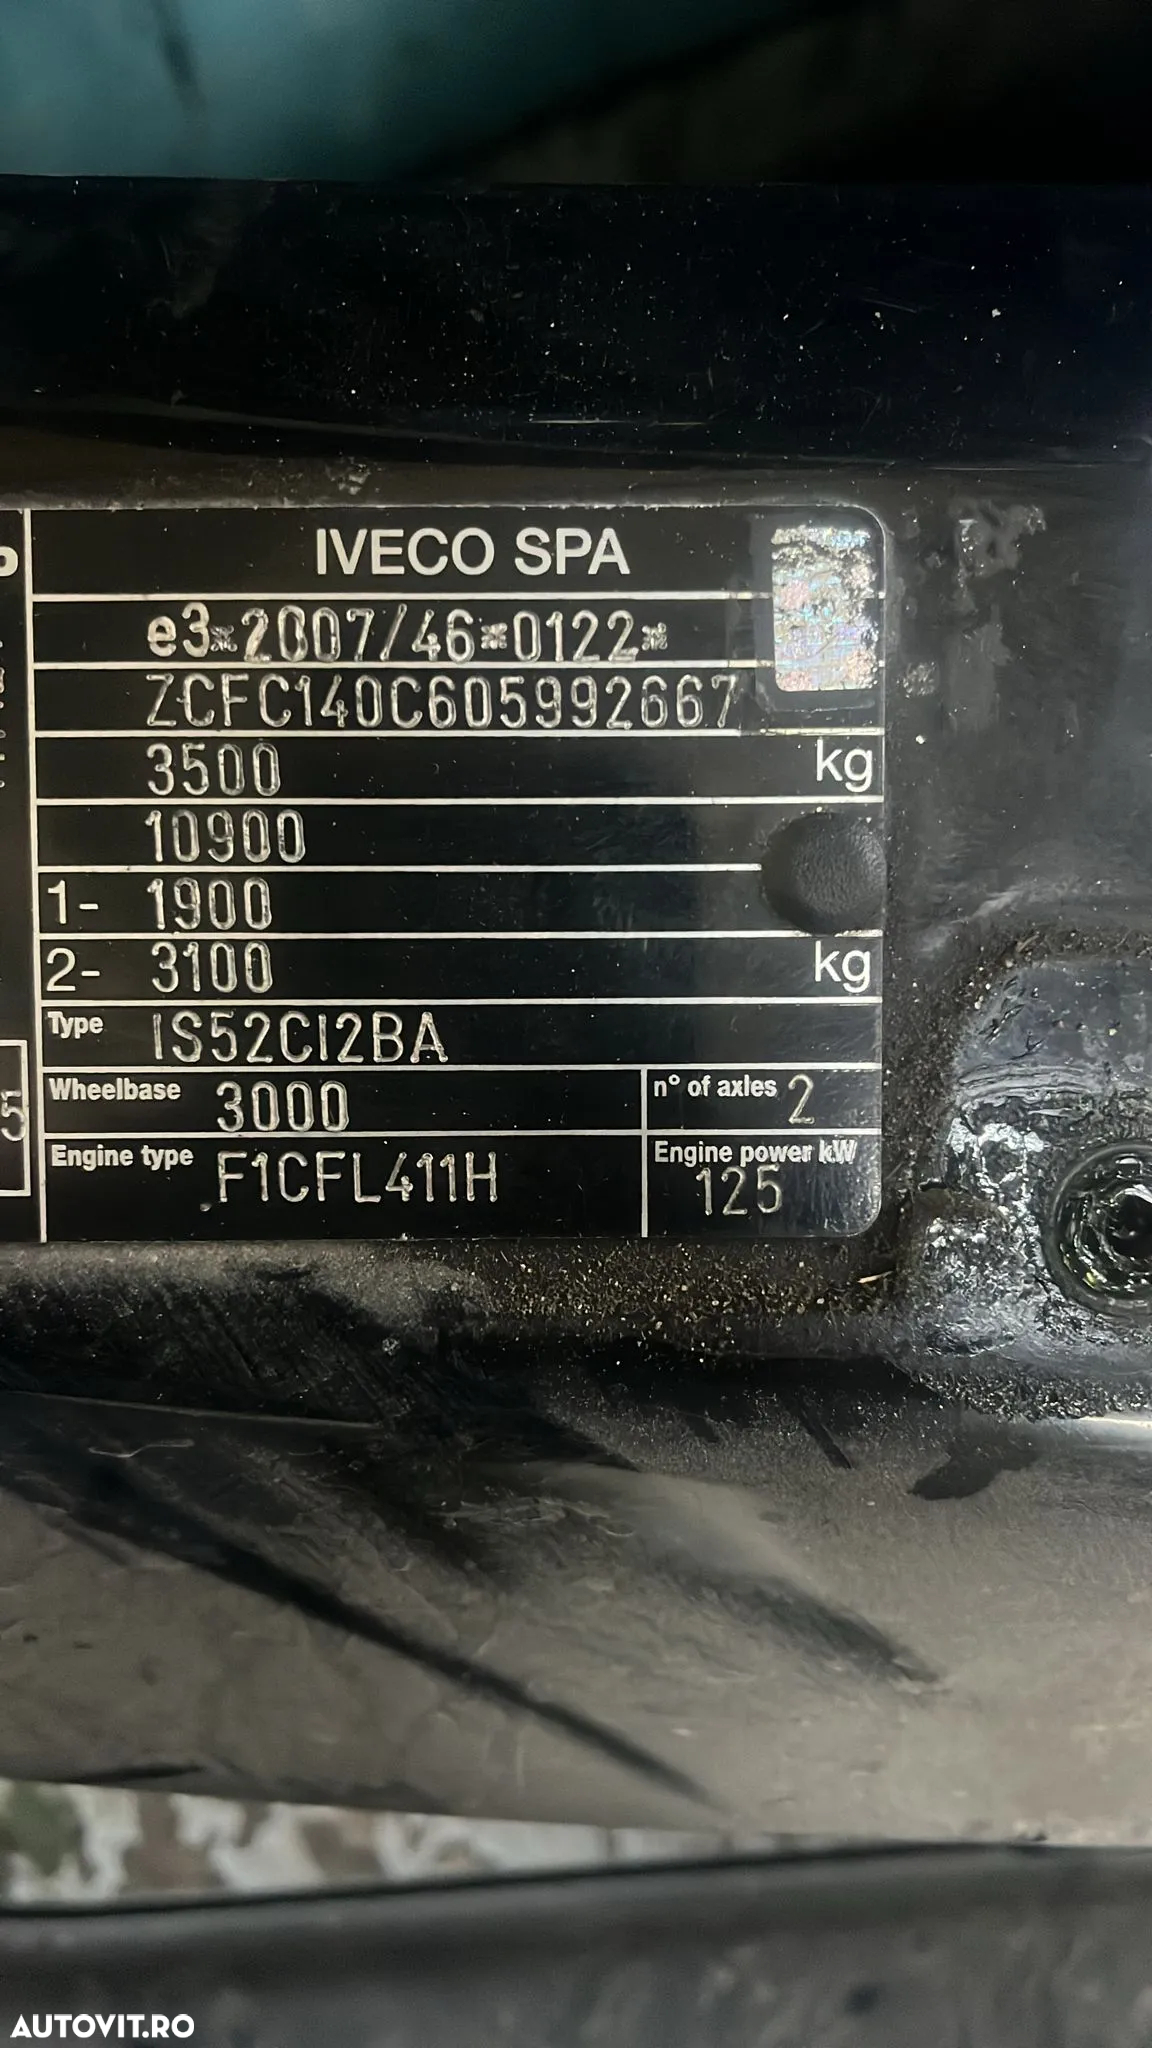 IVECO SPA
e3*2007/46*0122*
ZCFC140C605992667
3500 kg
10900
1- 1900
2- 3100 kg
Type IS52CI2BA
Wheelbase 3000 n° of axles 2
Engine type F1CFL411H Engine power kW 125
5
AUTOVIT.RO